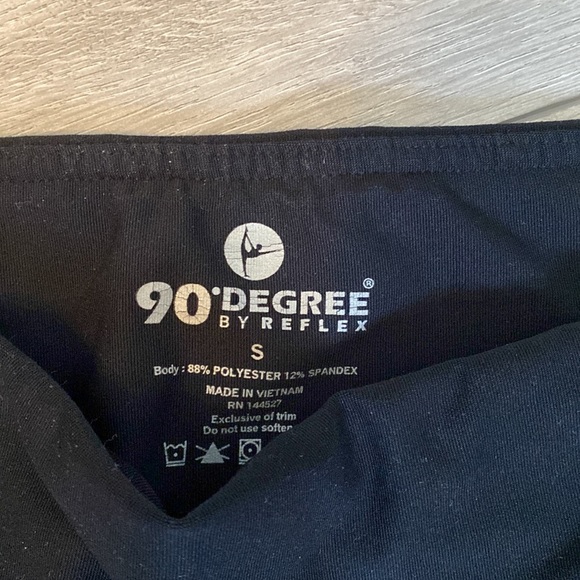 90°DEGREE®
BY REFLEX
S
Body : 88% POLYESTER 12% SPANDEX
MADE IN VIETNAM
RN 144527
Exclusive of trim
Do not use soften